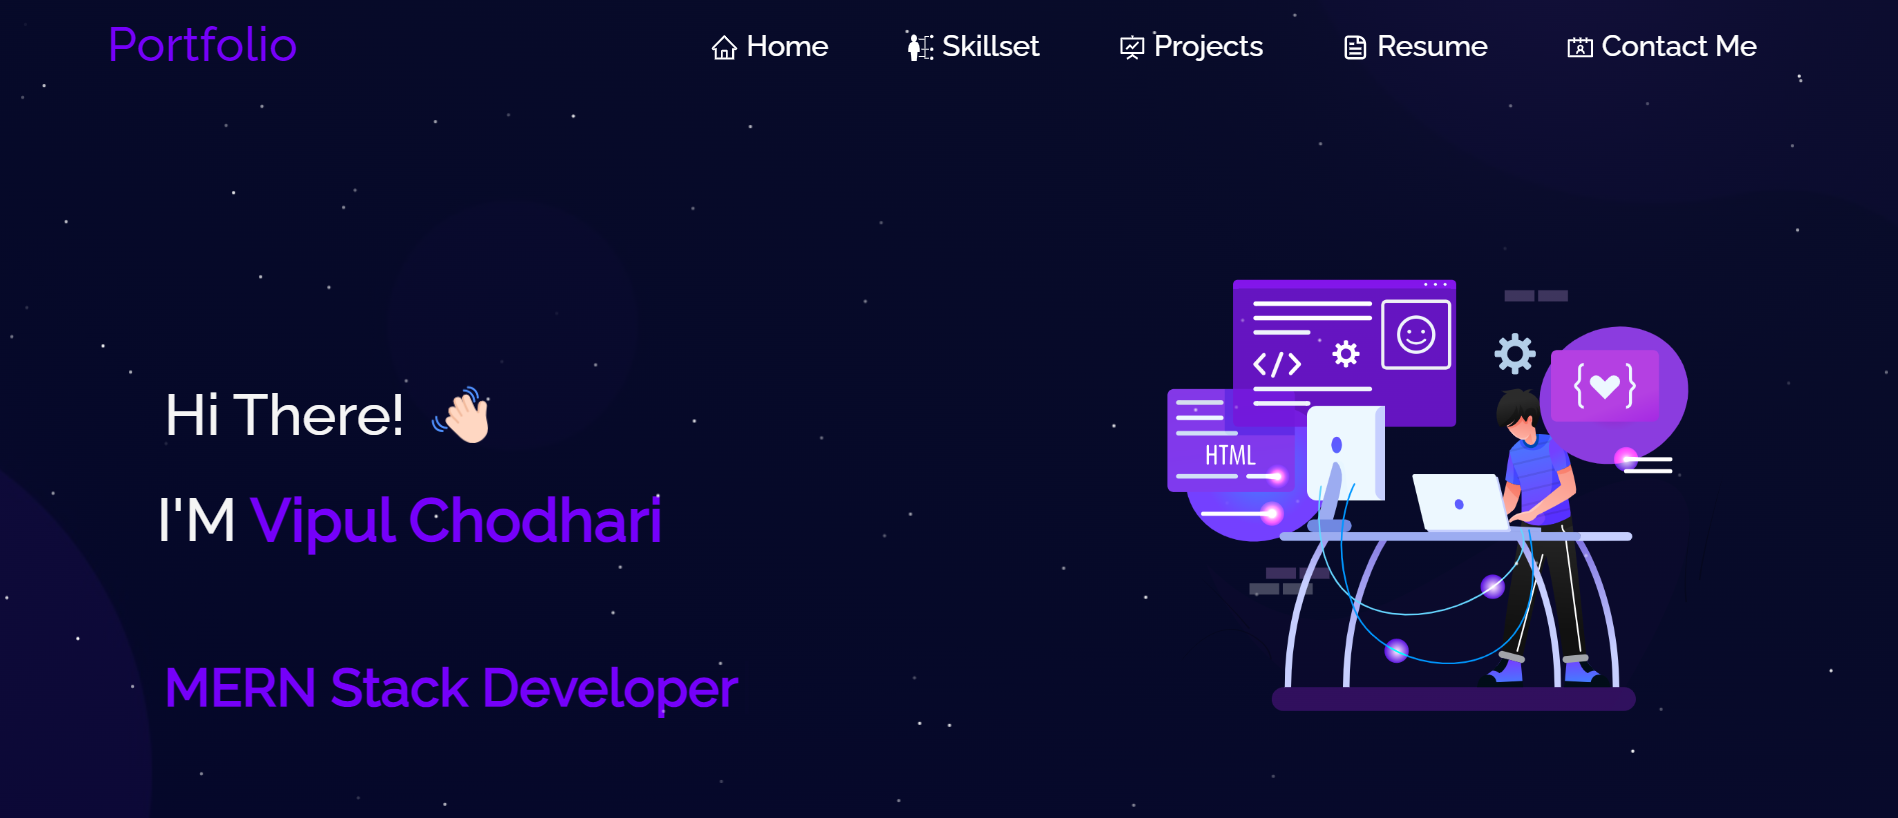 Portfolio
Home
Skillset
Projects
Resume
Contact Me
Hi There!
I'M Vipul Chodhari
MERN Stack Developer
</>
{ }
HTML